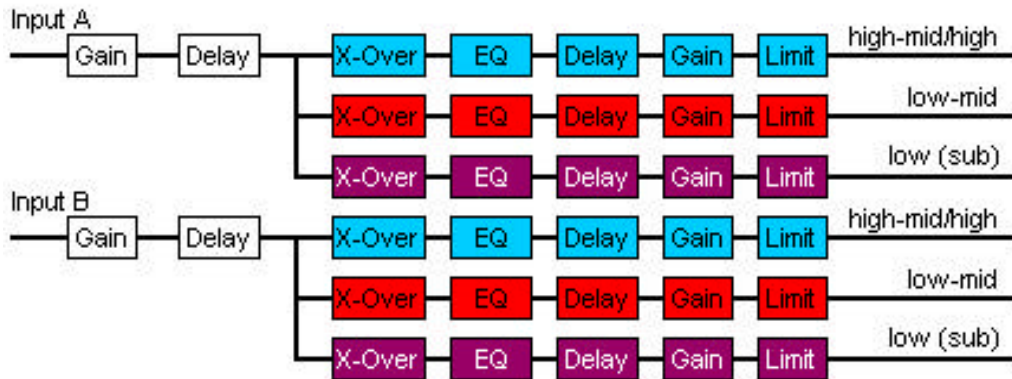 Input A
Gain Delay X-Over EQ Delay Gain Limit high-mid/high
X-Over EQ Delay Gain Limit low-mid
X-Over EQ Delay Gain Limit low (sub)
Input B
Gain Delay X-Over EQ Delay Gain Limit high-mid/high
X-Over EQ Delay Gain Limit low-mid
X-Over EQ Delay Gain Limit low (sub)